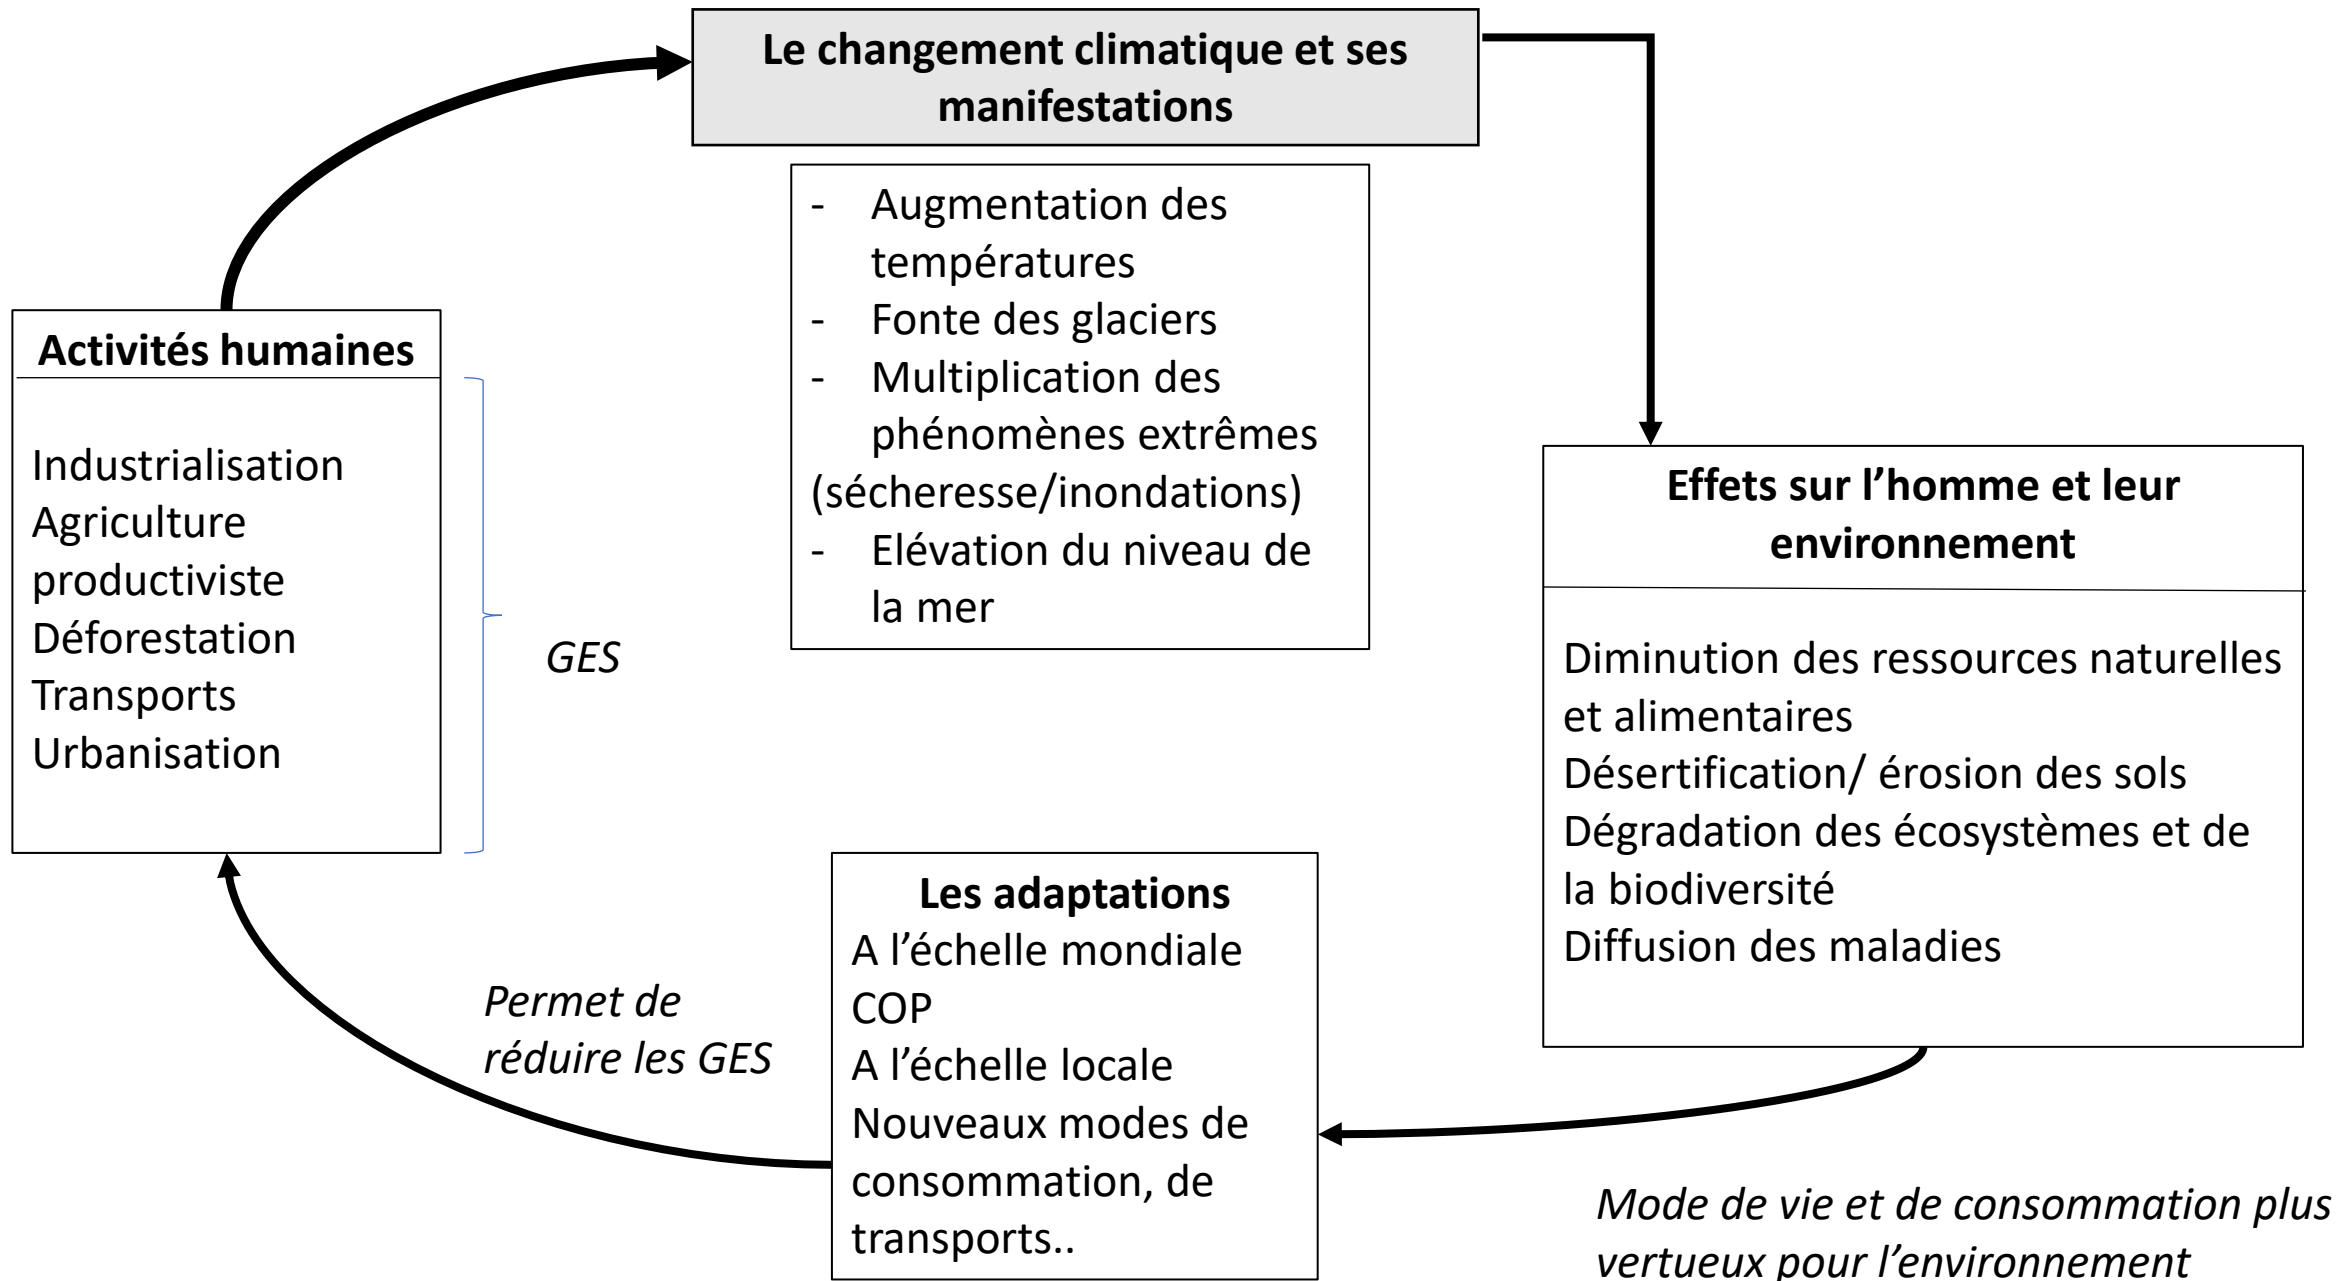 Le changement climatique et ses
manifestations
- Augmentation des
températures
- Fonte des glaciers
- Multiplication des
phénomènes extrêmes
(sécheresse/inondations)
- Elévation du niveau de
la mer
Activités humaines
Industrialisation
Agriculture
productiviste
Déforestation
Transports
Urbanisation
GES
Effets sur l’homme et leur
environnement
Diminution des ressources naturelles
et alimentaires
Désertification/ érosion des sols
Dégradation des écosystèmes et de
la biodiversité
Diffusion des maladies
Les adaptations
A l’échelle mondiale
COP
A l’échelle locale
Nouveaux modes de
consommation, de
transports..
Permet de
réduire les GES
Mode de vie et de consommation plus
vertueux pour l’environnement